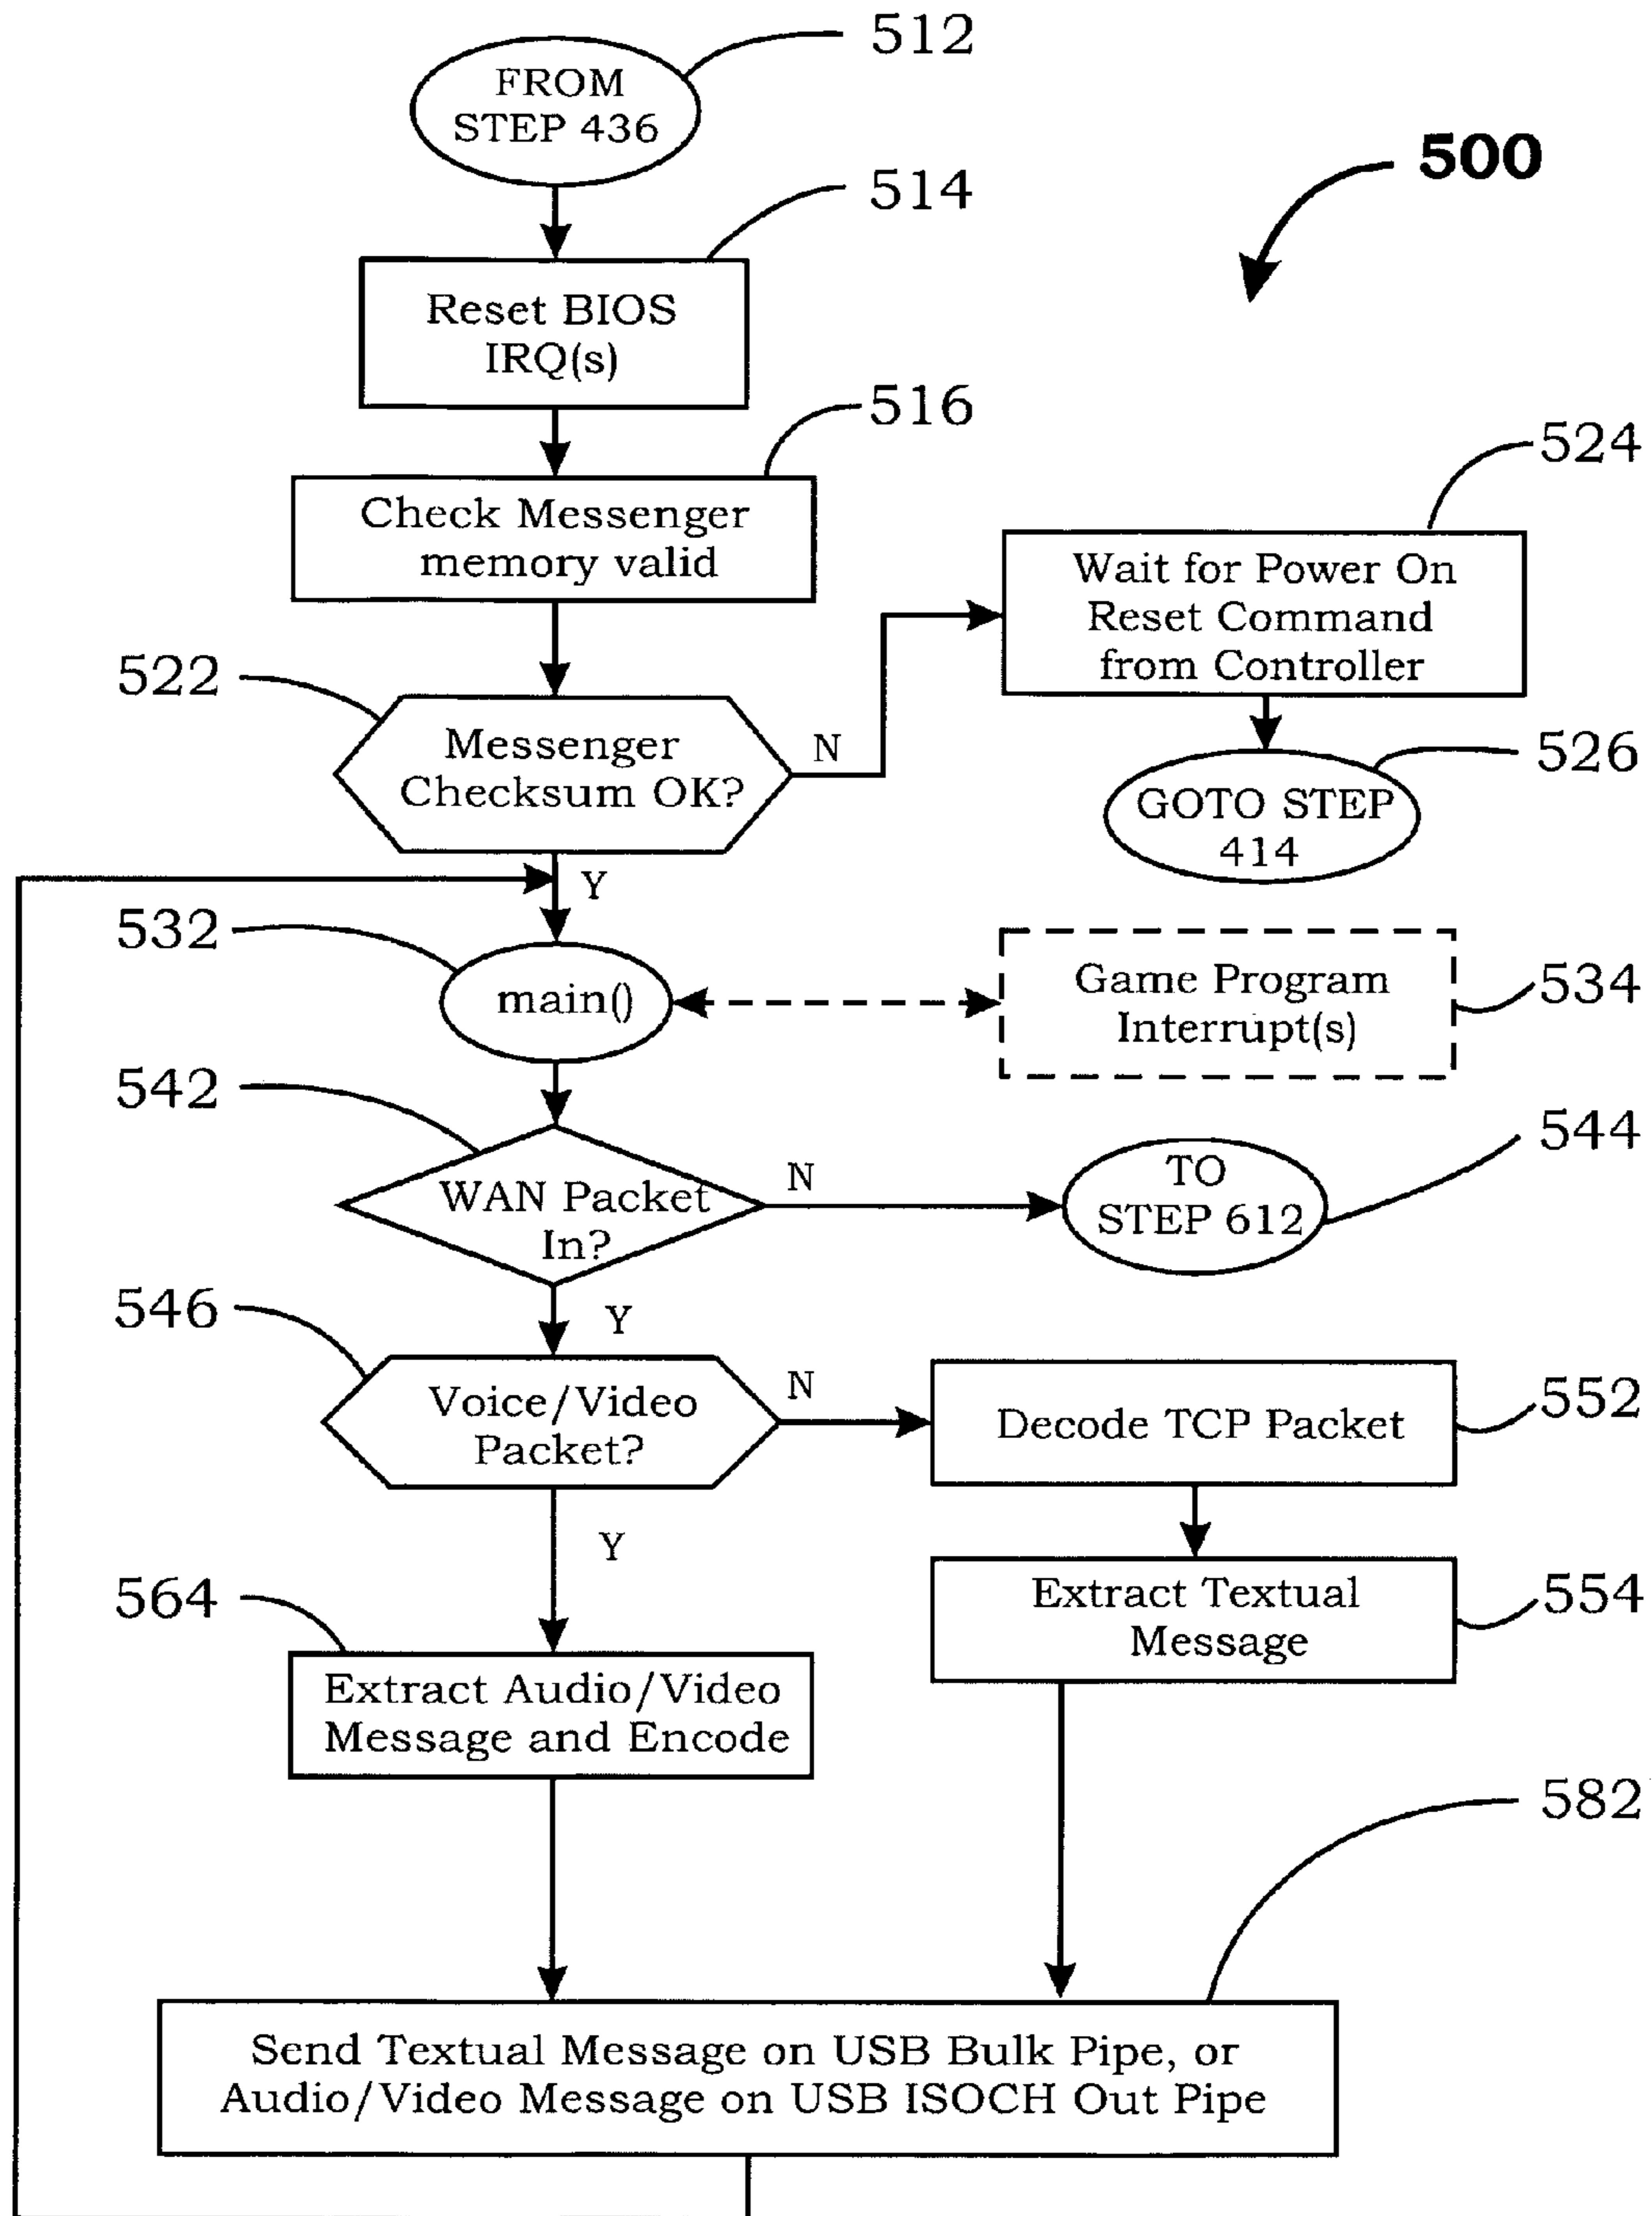 512
FROM
STEP 436
500
514
Reset BIOS
IRQ(s)
516
Check Messenger
memory valid
524
Wait for Power On
Reset Command
from Controller
522
Messenger
Checksum OK?
N
526
GOTO STEP
414
Y
532
main()
Game Program
Interrupt(s)
534
542
WAN Packet
In?
N
TO
STEP 612
544
546
Y
Voice/Video
Packet?
N
Decode TCP Packet
552
Y
Extract Textual
Message
554
564
Extract Audio/Video
Message and Encode
582
Send Textual Message on USB Bulk Pipe, or
Audio/Video Message on USB ISOCH Out Pipe